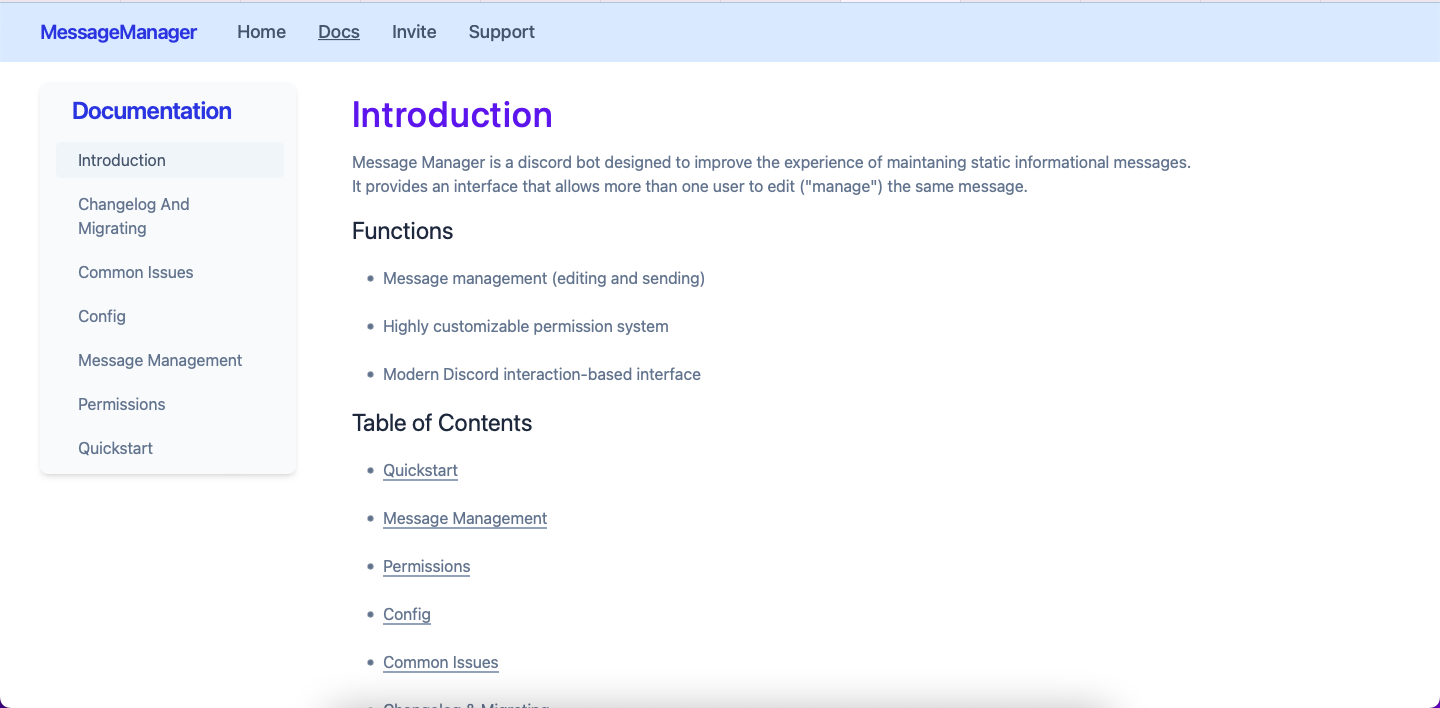 MessageManager Home Docs Invite Support
Documentation
Introduction
Changelog And
Migrating
Common Issues
Config
Message Management
Permissions
Quickstart
Introduction
Message Manager is a discord bot designed to improve the experience of maintaning static informational messages.
It provides an interface that allows more than one user to edit ("manage") the same message.
Functions
Message management (editing and sending)
Highly customizable permission system
Modern Discord interaction-based interface
Table of Contents
Quickstart
Message Management
Permissions
Config
Common Issues
Changelog & Migrating